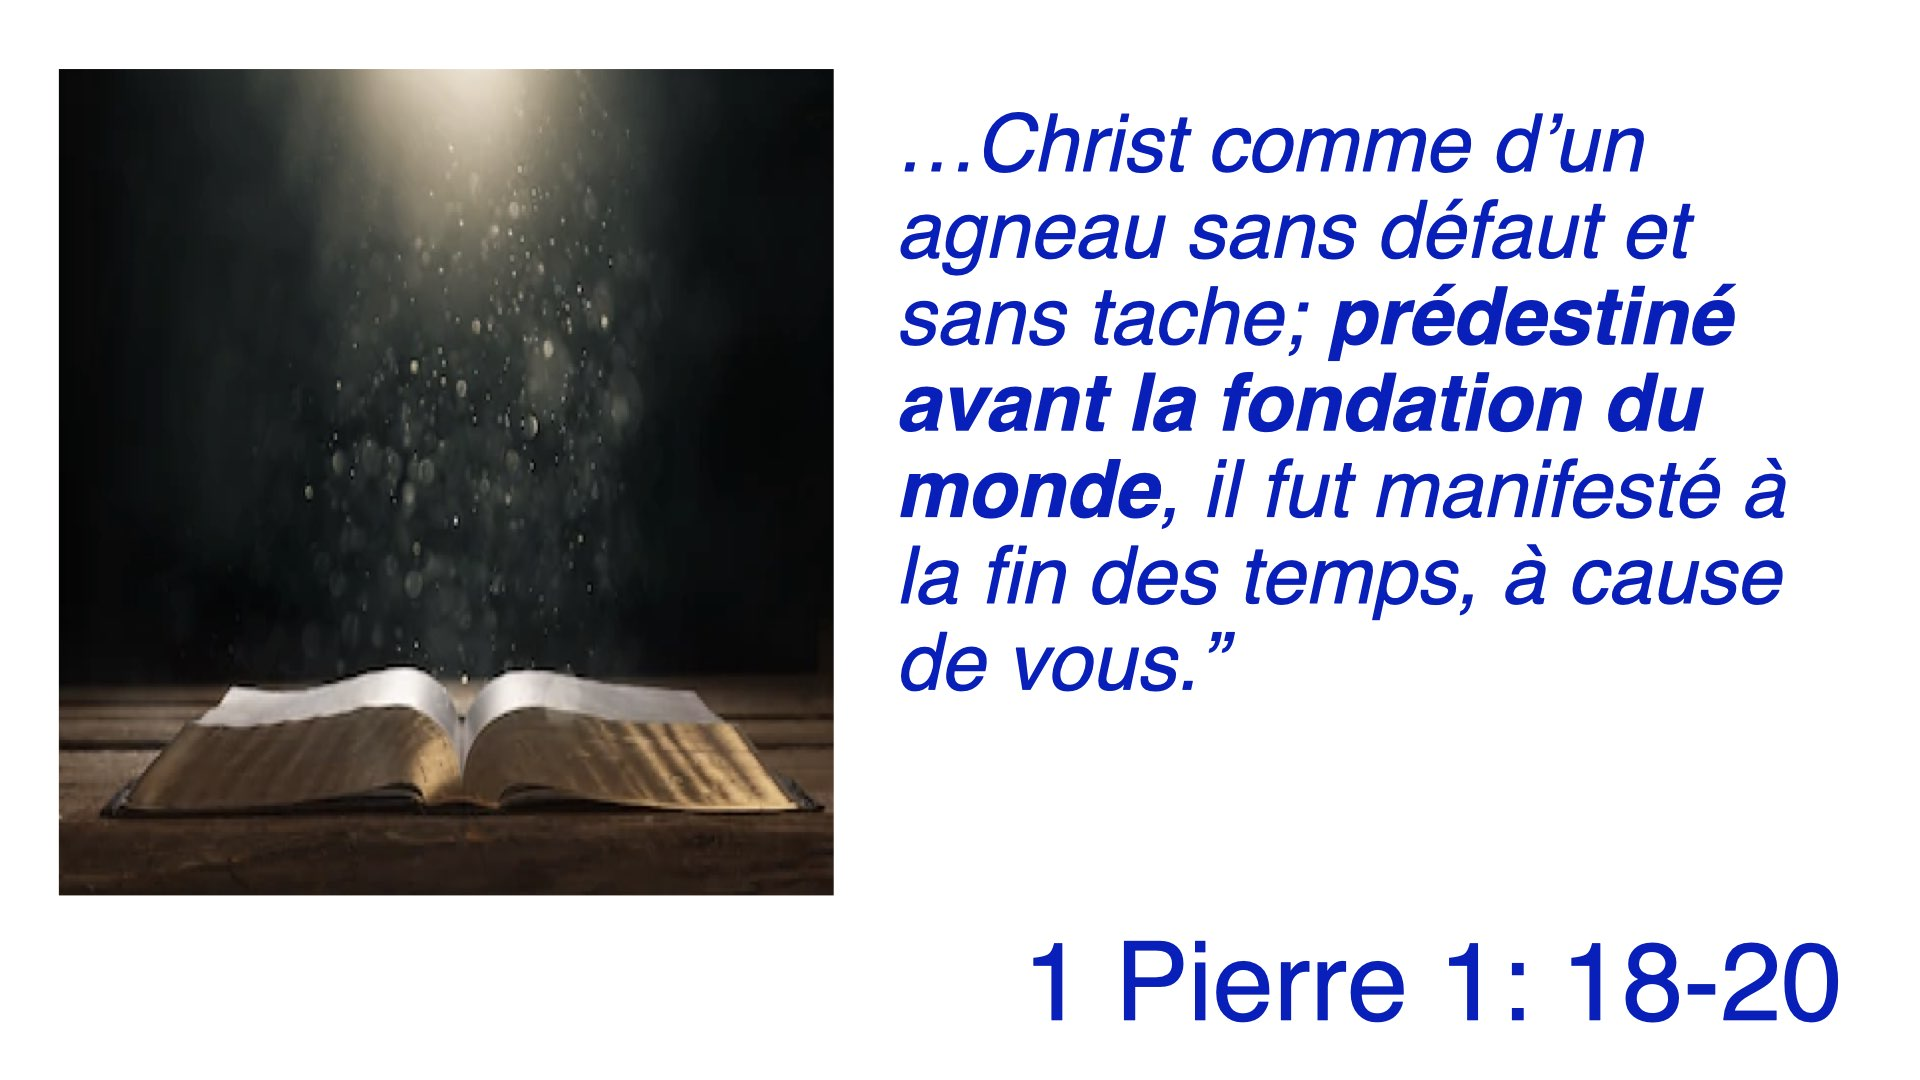 …Christ comme d’un
agneau sans défaut et
sans tache; prédestiné
avant la fondation du
monde, il fut manifesté à
la fin des temps, à cause
de vous.”
1 Pierre 1: 18-20